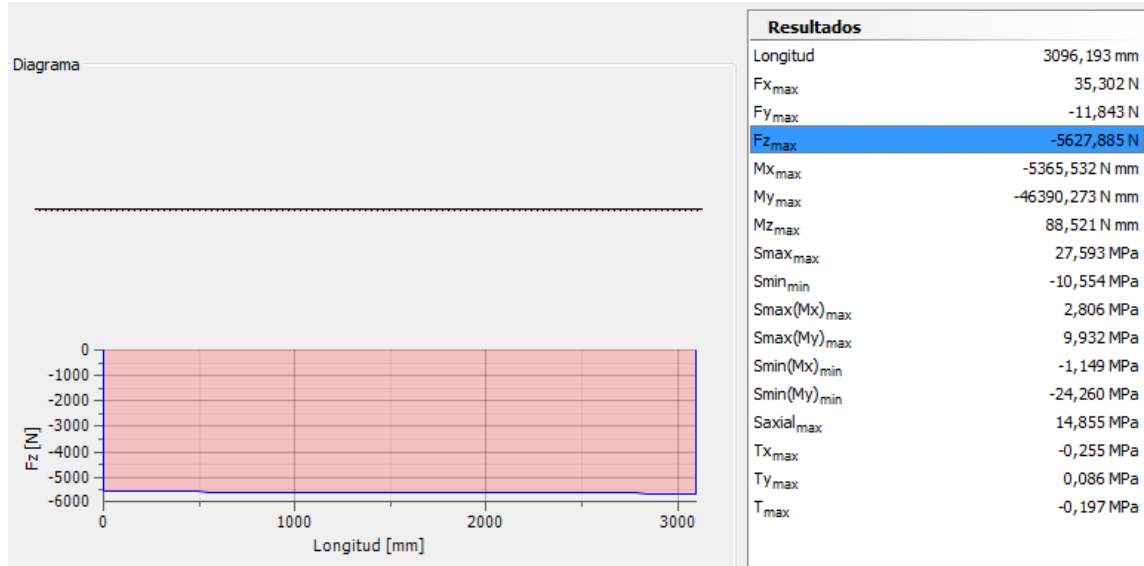 Diagrama
0
-1000
-2000
-3000
-4000
-5000
-6000
Fz [N]
0 1000 2000 3000
Longitud [mm]
Resultados
Longitud 3096,193 mm
Fxmax 35,302 N
Fymax -11,843 N
Fzmax -5627,885 N
Mxmax -5365,532 N mm
Mymax -46390,273 N mm
Mzmax 88,521 N mm
Smaxmax 27,593 MPa
Sminmin -10,554 MPa
Smax(Mx)max 2,806 MPa
Smax(My)max 9,932 MPa
Smin(Mx)min -1,149 MPa
Smin(My)min -24,260 MPa
Saxialmax 14,855 MPa
Txmax -0,255 MPa
Tymax 0,086 MPa
Tmax -0,197 MPa